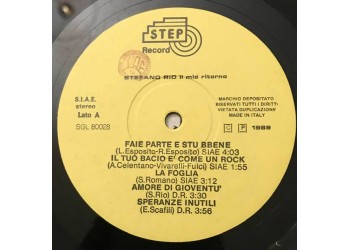 STEP
Record
STEFANO RIO Il mio ritorno
S.I.A.E.
stereo
Lato A
SGL 80028
MARCHIO DEPOSITATO
RISERVATI TUTTI I DIRITTI
VIETATA DUPLICAZIONE
MADE IN ITALY
C P 1989
FAIE PARTE E STU BBENE
(L.Esposito-R.Esposito) SIAE 4:03
IL TUO BACIO E' COME UN ROCK
(A.Celentano-Vivarelli-Fulci) SIAE 1:55
LA FOGLIA
(S.Romano) SIAE 3:12
AMORE DI GIOVENTU'
(S.Rio) D.R. 3:30
SPERANZE INUTILI
(E.Scafili) D.R. 3:56